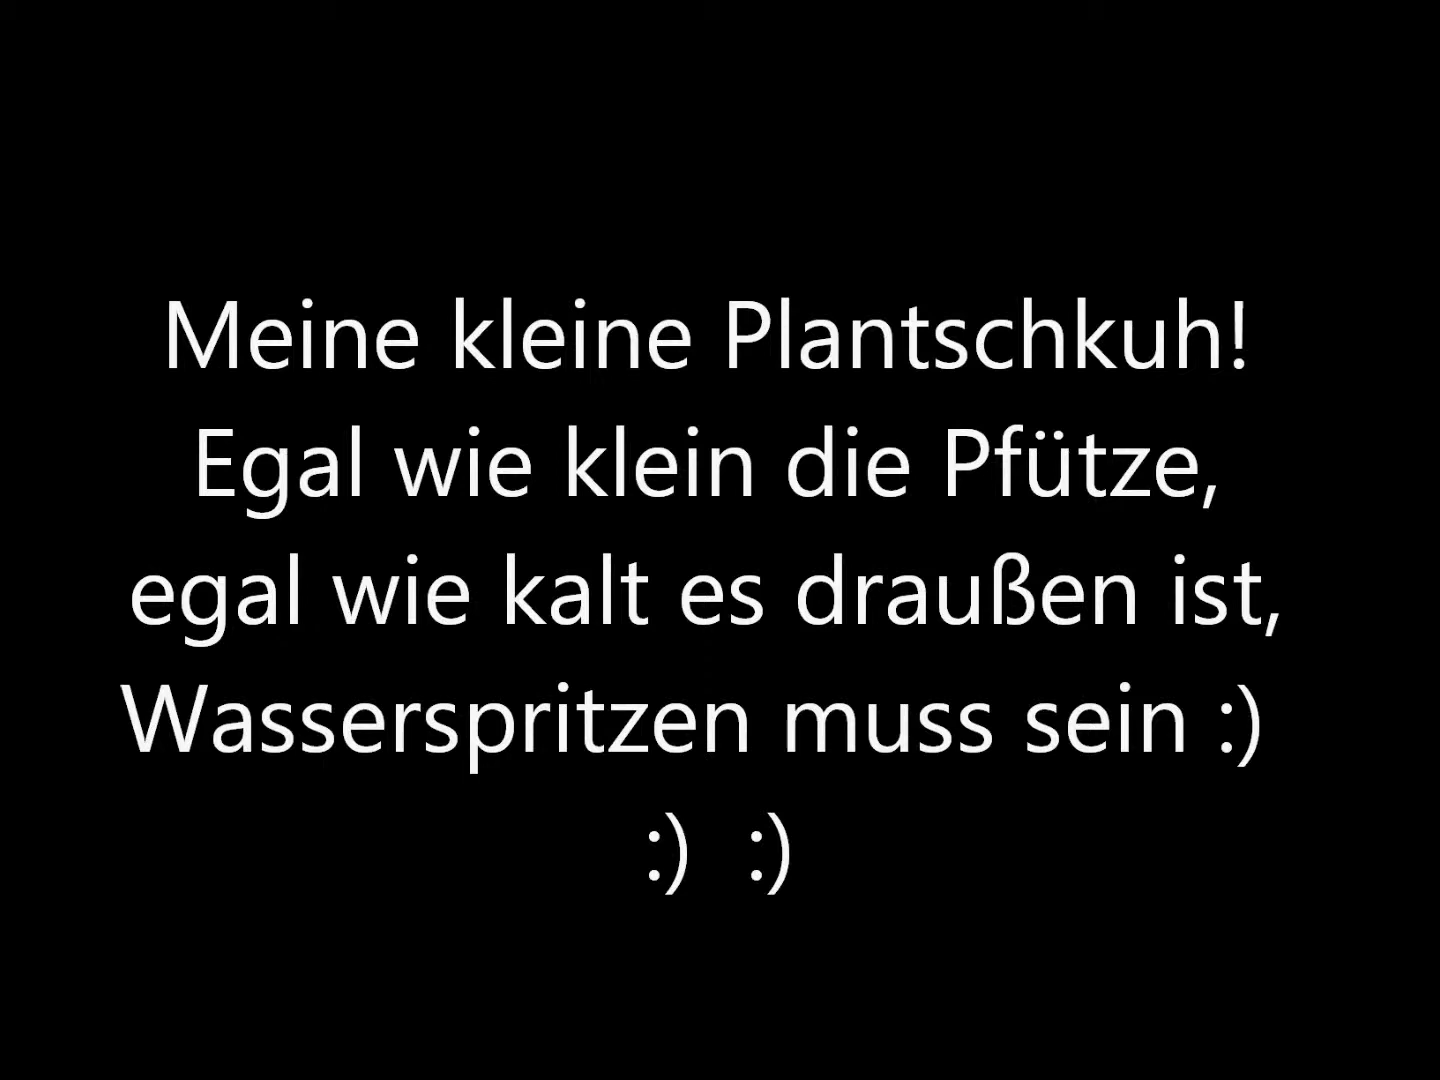 Meine kleine Plantschkuh!
Egal wie klein die Pfütze,
egal wie kalt es draußen ist,
Wasserspritzen muss sein :)
:)  :)